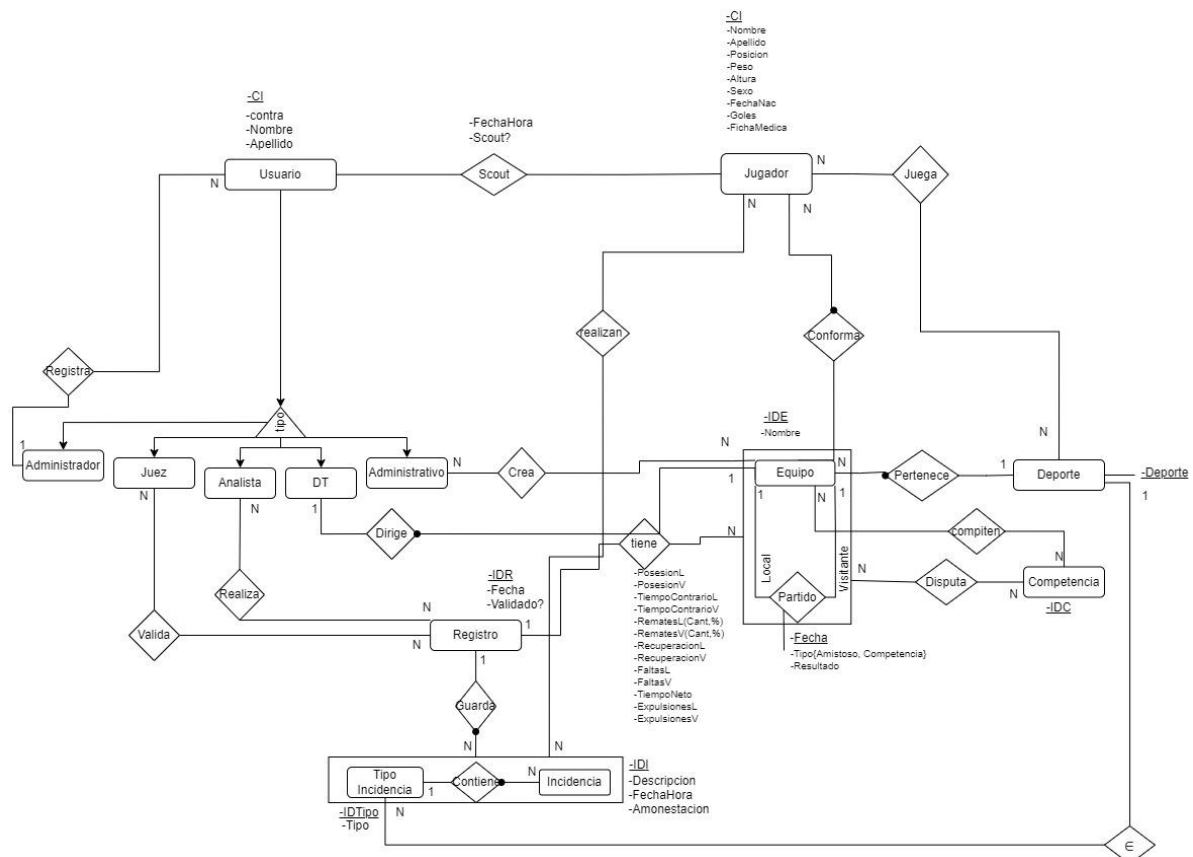 -CI
-Nombre
-Apellido
-Posicion
-Peso
-Altura
-Sexo
-FechaNac
-Goles
-FichaMedica
-CI
-contra
-Nombre
-Apellido
-FechaHora
-Scout?
Usuario
N
Scout
Jugador
N
N
N
Juega
realizan
Conforma
Registra
tipo
1
Administrador
Juez
N
Analista
N
DT
1
Administrativo
N
Crea
N
-IDE
-Nombre
Equipo
1
N
1
N
1
Pertenece
1
N
Deporte
-Deporte
1
Dirige
tiene
N
Local
Visitante
compiten
N
Partido
N
Disputa
N
Competencia
-IDC
-Fecha
-Tipo{Amistoso, Competencia}
-Resultado
-PosesionL
-PosesionV
-TiempoContrarioL
-TiempoContrarioV
-RematesL(Cant,%)
-RematesV(Cant,%)
-RecuperacionL
-RecuperacionV
-FaltasL
-FaltasV
-TiempoNeto
-ExpulsionesL
-ExpulsionesV
Realiza
-IDR
-Fecha
-Validado?
Valida
N
N
Registro
1
1
Guarda
N
N
Tipo
Incidencia
1
Contiene
N
Incidencia
-IDI
-Descripcion
-FechaHora
-Amonestacion
-IDTipo
-Tipo
N
∈